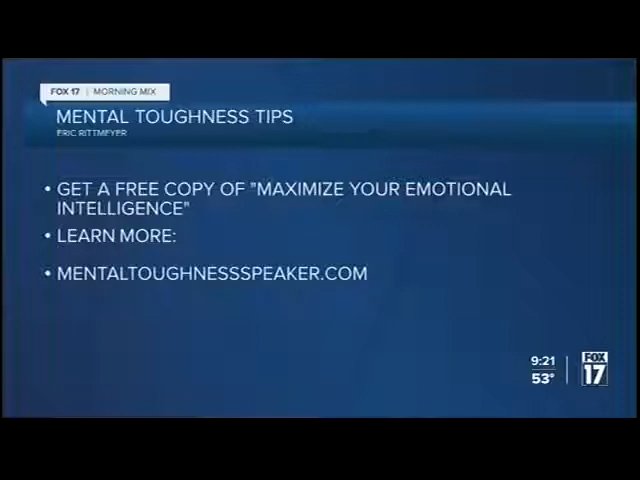 FOX 17 | MORNING MIX
MENTAL TOUGHNESS TIPS
ERIC RITTMEYER
• GET A FREE COPY OF "MAXIMIZE YOUR EMOTIONAL
INTELLIGENCE"
• LEARN MORE:
• MENTALTOUGHNESSSPEAKER.COM
9:21
53°
FOX
17